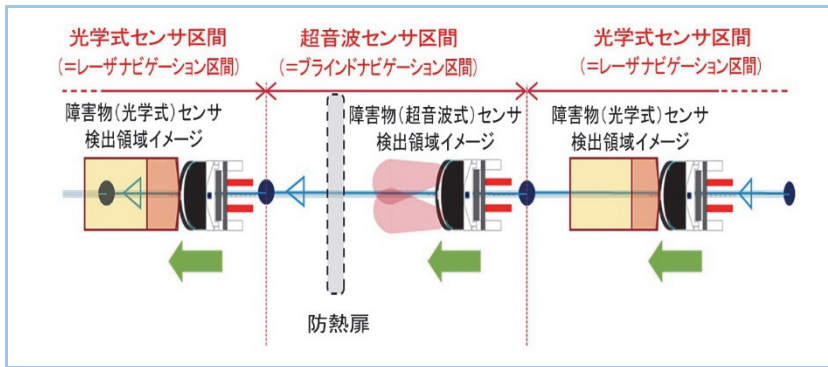 光学式センサ区間
(=レーザナビゲーション区間)
超音波センサ区間
(=ブラインドナビゲーション区間)
光学式センサ区間
(=レーザナビゲーション区間)
障害物(光学式)センサ
検出領域イメージ
障害物(超音波式)センサ
検出領域イメージ
障害物(光学式)センサ
検出領域イメージ
防熱扉